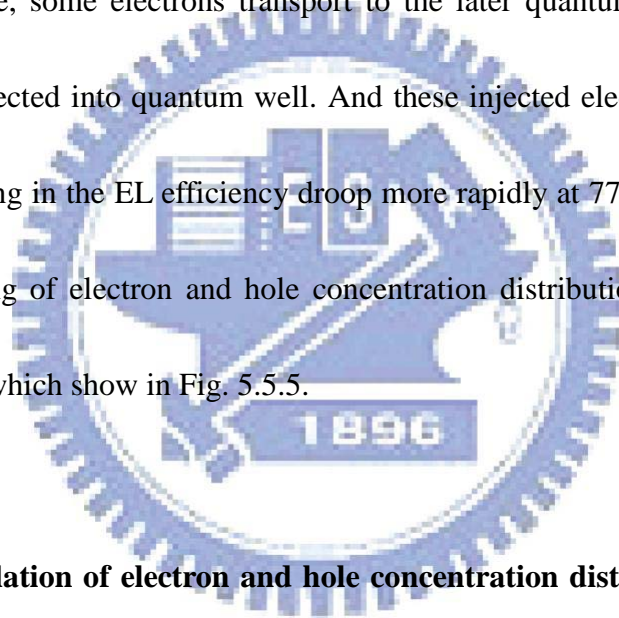 e, some electrons transport to the later quantum
ected into quantum well. And these injected ele
ng in the EL efficiency droop more rapidly at 77
g of electron and hole concentration distributio
which show in Fig. 5.5.5.
1896
lation of electron and hole concentration dist